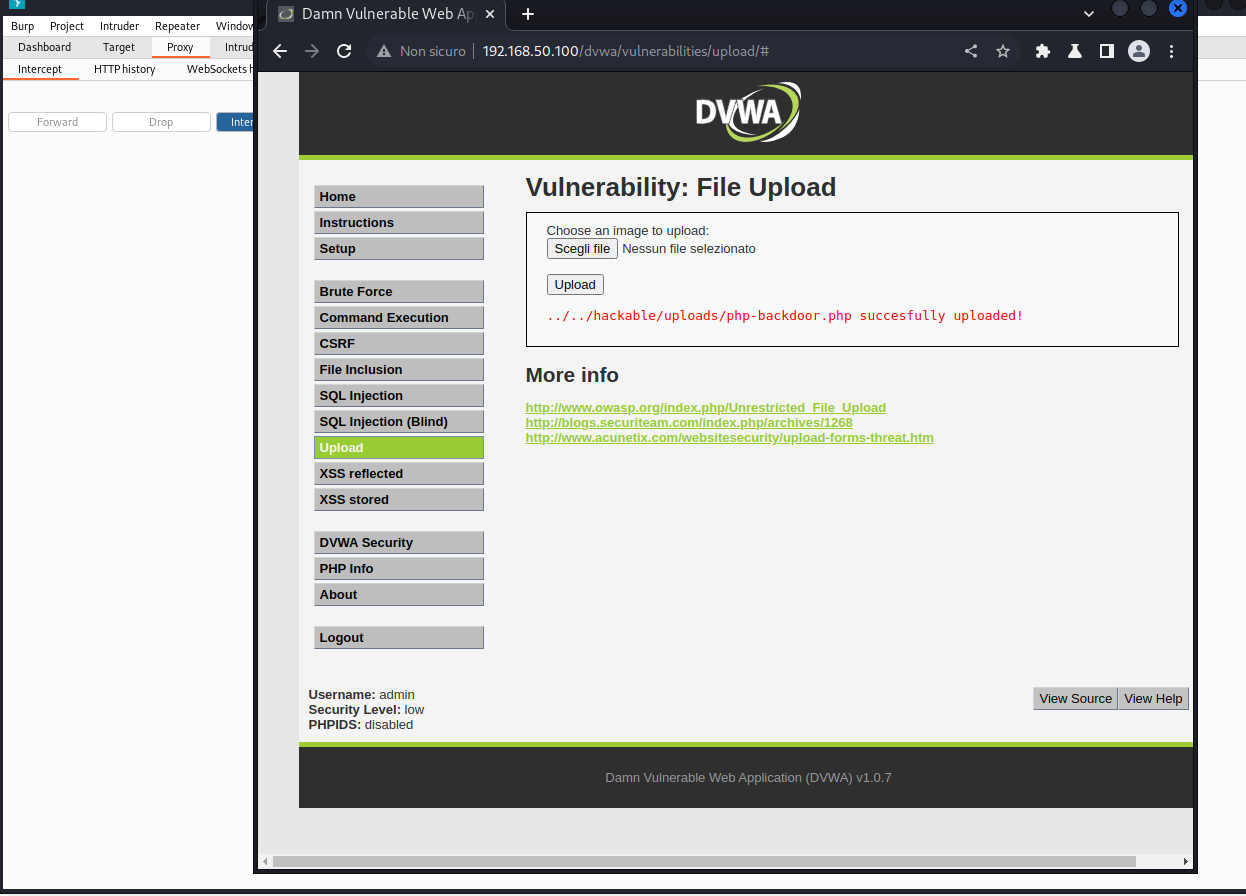 Burp Project Intruder Repeater Window
Dashboard Target Proxy Intrud
Intercept HTTP history WebSockets h
Forward Drop Inter
Damn Vulnerable Web Ap
Non sicuro 192.168.50.100/dvwa/vulnerabilities/upload/#
DVWA
Home
Instructions
Setup
Brute Force
Command Execution
CSRF
File Inclusion
SQL Injection
SQL Injection (Blind)
Upload
XSS reflected
XSS stored
DVWA Security
PHP Info
About
Logout
Vulnerability: File Upload
Choose an image to upload:
Scegli file Nessun file selezionato
Upload
../../hackable/uploads/php-backdoor.php succesfully uploaded!
More info
http://www.owasp.org/index.php/Unrestricted_File_Upload
http://blogs.securiteam.com/index.php/archives/1268
http://www.acunetix.com/websitesecurity/upload-forms-threat.htm
Username: admin
Security Level: low
PHPIDS: disabled
View Source View Help
Damn Vulnerable Web Application (DVWA) v1.0.7